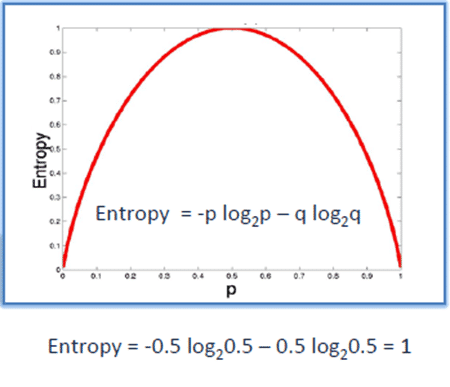 1
0.9
0.8
0.7
0.6
0.5
0.4
0.3
0.2
0.1
0
Entropy
Entropy = -p log₂p – q log₂q
0 0.1 0.2 0.3 0.4 0.5 0.6 0.7 0.8 0.9 1
p
Entropy = -0.5 log₂0.5 – 0.5 log₂0.5 = 1